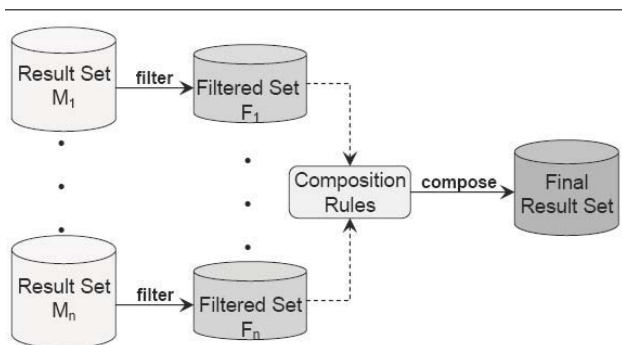 Result Set
M₁
filter
Filtered Set
F₁
Composition
Rules
compose
Final
Result Set
Result Set
Mₙ
filter
Filtered Set
Fₙ